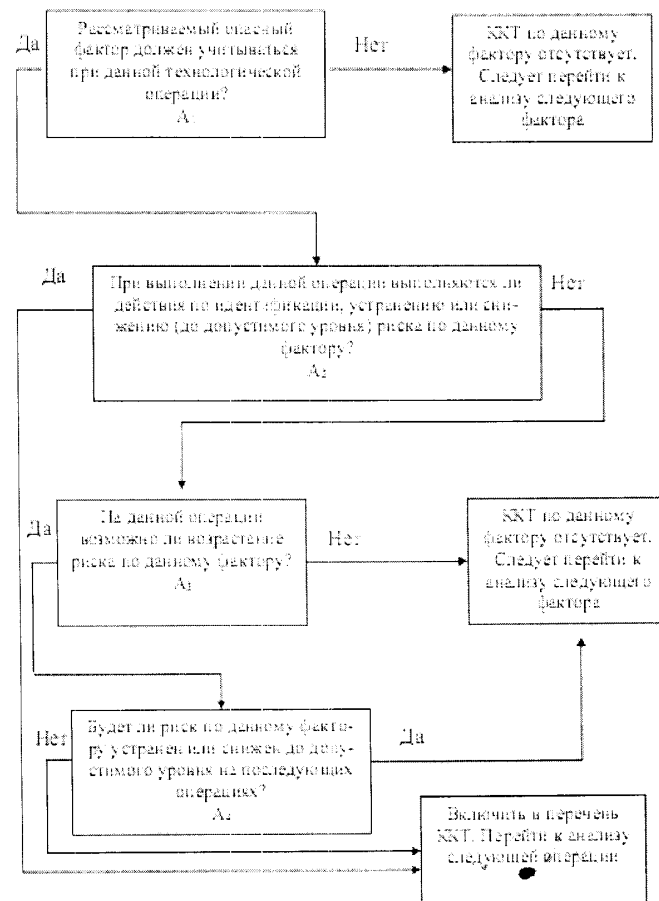 Да
Рассматриваемый опасный
фактор должен учитываться
при данной технологической
операции?
А₁
Нет
ККТ по данному
фактору отсутствует.
Следует перейти к
анализу следующего
фактора
Да
При выполнении данной операции выполняются ли
действия по идентификации, устранению или сни-
жению (до допустимого уровня) риска по данному
фактору?
А₂
Нет
Да
На данной операции
возможно ли возрастание
риска по данному фактору?
А₃
Нет
ККТ по данному
фактору отсутствует.
Следует перейти к
анализу следующего
фактора
Нет
Будет ли риск по данному факто-
ру устранен или снижен до допу-
стимого уровня на последующих
операциях?
А₄
Да
Включить в перечень
ККТ. Перейти к анализу
следующей операции